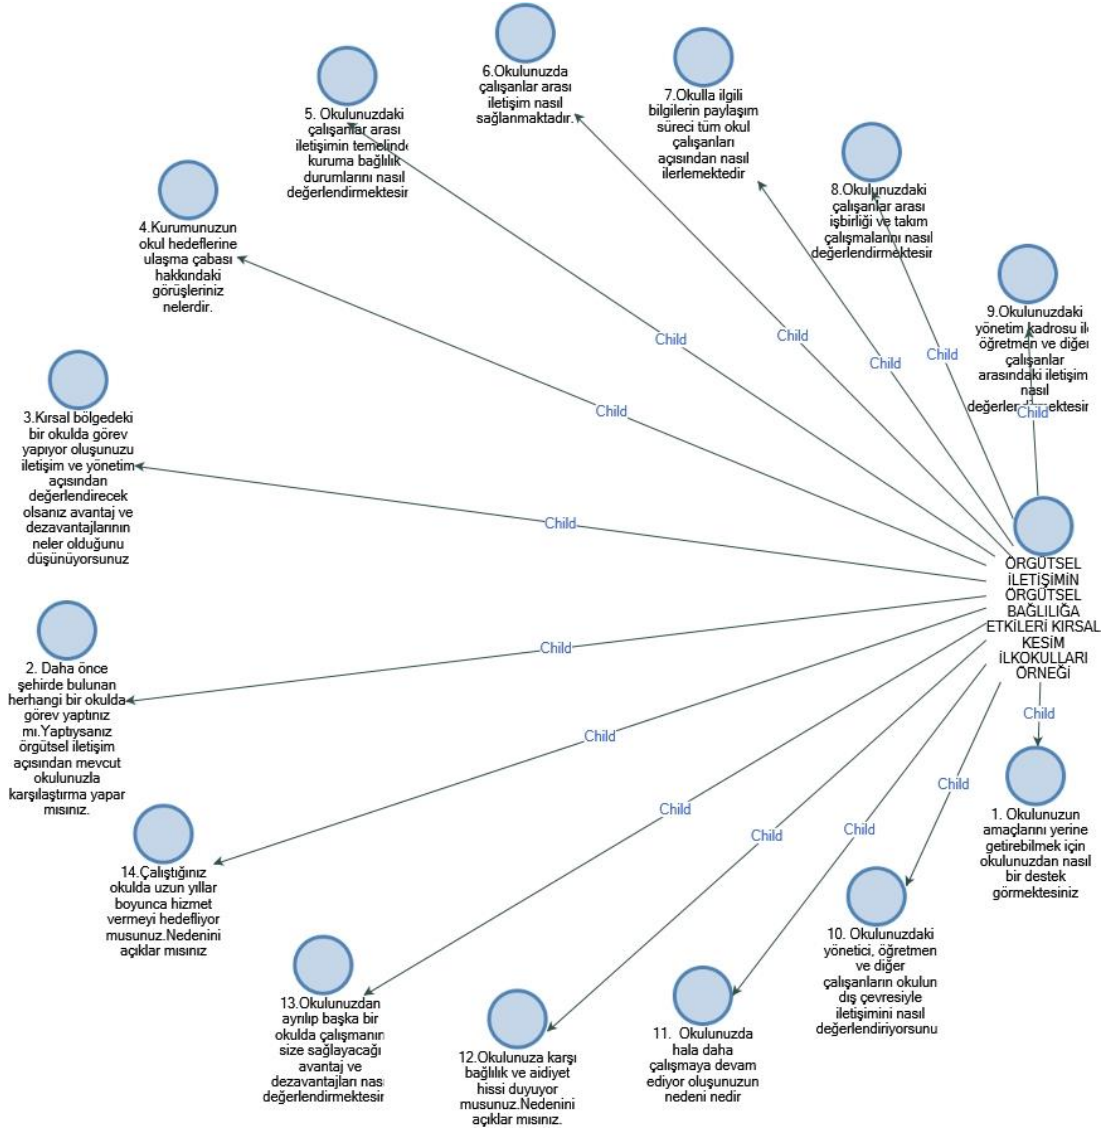 6.Okulunuzda
çalışanlar arası
iletişim nasıl
sağlanmaktadır.
7.Okulla ilgili
bilgilerin paylaşım
süreci tüm okul
çalışanları
açısından nasıl
ilerlemektedir
5. Okulunuzdaki
çalışanlar arası
iletişimin temelinde
kuruma bağlılık
durumlarını nasıl
değerlendirmektesir
8.Okulunuzdaki
çalışanlar arası
işbirliği ve takım
çalışmalarını nasıl
değerlendirmektesir
4.Kurumunuzun
okul hedeflerine
ulaşma çabası
hakkındaki
görüşleriniz
nelerdir.
9.Okulunuzdaki
yönetim kadrosu ile
öğretmen ve diğer
çalışanlar
arasındaki iletişim
nasıl
değerlendirmektesir
Child
Child
Child
Child
Child
Child
3.Kırsal bölgedeki
bir okulda görev
yapıyor oluşunuzu
iletişim ve yönetim
açısından
değerlendirecek
olsanız avantaj ve
dezavantajlarının
neler olduğunu
düşünüyorsunuz
Child
ÖRGÜTSEL
İLETİŞİMİN
ÖRGÜTSEL
BAĞLILIĞA
ETKİLERİ KIRSAL
KESİM
İLKOKULLARI
ÖRNEĞİ
2. Daha önce
şehirde bulunan
herhangi bir okulda
görev yaptınız
mı.Yaptıysanız
örgütsel iletişim
açısından mevcut
okulunuzla
karşılaştırma yapar
mısınız.
Child
Child
Child
Child
Child
Child
Child
1. Okulunuzun
amaçlarını yerine
getirebilmek için
okulunuzdan nasıl
bir destek
görmektesiniz
14.Çalıştığınız
okulda uzun yıllar
boyunca hizmet
vermeyi hedefliyor
musunuz.Nedenini
açıklar mısınız
10. Okulunuzdaki
yönetici, öğretmen
ve diğer
çalışanların okulun
dış çevresiyle
iletişimini nasıl
değerlendiriyorsunu
13.Okulunuzdan
ayrılıp başka bir
okulda çalışmanın
size sağlayacağı
avantaj ve
dezavantajları nası
değerlendirmektesir
12.Okulunuza karşı
bağlılık ve aidiyet
hissi duyuyor
musunuz.Nedenini
açıklar mısınız.
11. Okulunuzda
hala daha
çalışmaya devam
ediyor oluşunuzun
nedeni nedir